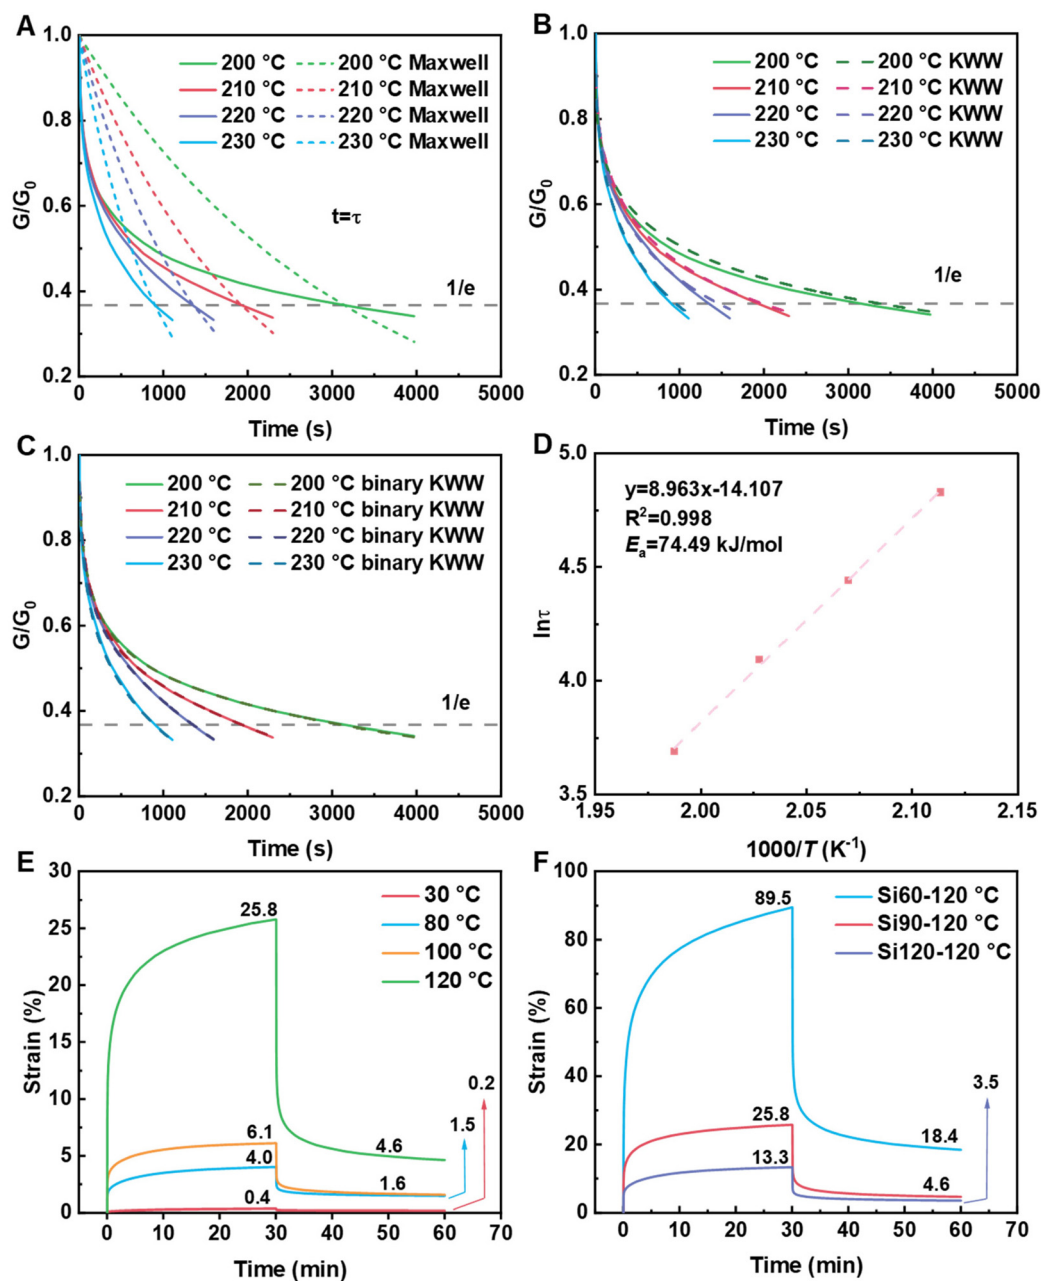 A
200 °C 200 °C Maxwell
210 °C 210 °C Maxwell
220 °C 220 °C Maxwell
230 °C 230 °C Maxwell
t=τ
1/e
G/G0
1.0
0.8
0.6
0.4
0.2
0 1000 2000 3000 4000 5000
Time (s)
B
200 °C 200 °C KWW
210 °C 210 °C KWW
220 °C 220 °C KWW
230 °C 230 °C KWW
1/e
G/G0
1.0
0.8
0.6
0.4
0.2
0 1000 2000 3000 4000 5000
Time (s)
C
200 °C 200 °C binary KWW
210 °C 210 °C binary KWW
220 °C 220 °C binary KWW
230 °C 230 °C binary KWW
1/e
G/G0
1.0
0.8
0.6
0.4
0.2
0 1000 2000 3000 4000 5000
Time (s)
D
y=8.963x-14.107
R2=0.998
Ea=74.49 kJ/mol
lnτ
5.0
4.5
4.0
3.5
1.95 2.00 2.05 2.10 2.15
1000/T (K-1)
E
30 °C
80 °C
100 °C
120 °C
25.8
6.1
4.0
0.4
4.6
1.6
1.5
0.2
Strain (%)
30
25
20
15
10
5
0
0 10 20 30 40 50 60 70
Time (min)
F
Si60-120 °C
Si90-120 °C
Si120-120 °C
89.5
25.8
13.3
18.4
4.6
3.5
Strain (%)
100
80
60
40
20
0
0 10 20 30 40 50 60 70
Time (min)